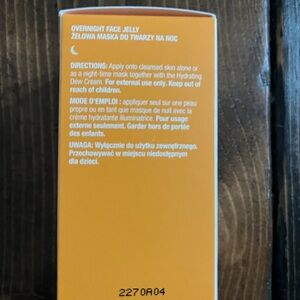 OVERNIGHT FACE JELLY
ŻELOWA MASKA DO TWARZY NA NOC
DIRECTIONS: Apply onto cleansed skin alone or
as a night-time mask together with the Hydrating
Dew Cream. For external use only. Keep out of
reach of children.
MODE D'EMPLOI : appliquer seul sur une peau
propre ou en tant que masque de nuit avec la
crème hydratante illuminatrice. Pour usage
externe seulement. Garder hors de portée
des enfants.
UWAGA: Wyłącznie do użytku zewnętrznego.
Przechowywać w miejscu niedostępnym
dla dzieci.
2270A04